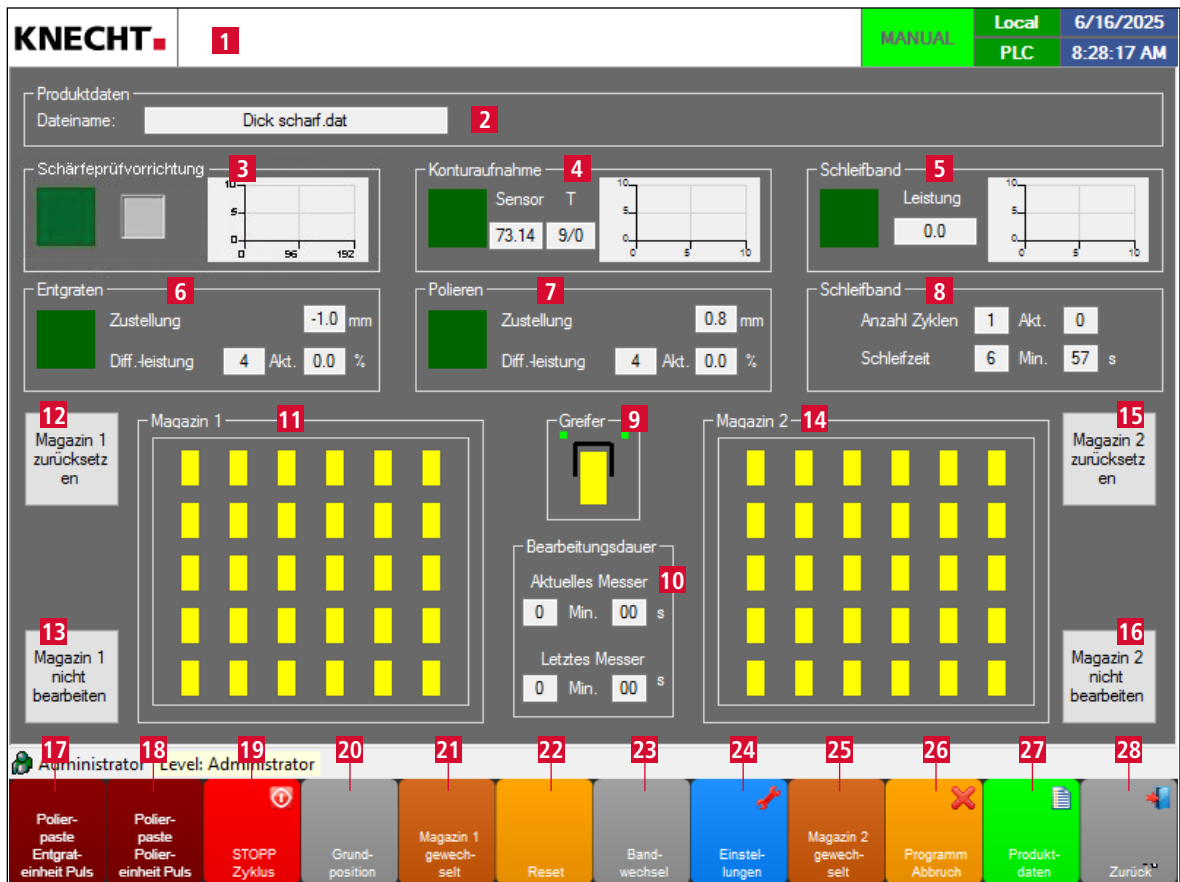 KNECHT
1
MANUAL
Local
6/16/2025
PLC
8:28:17 AM
Produktdaten
Dateiname:
Dick scharf.dat
2
Schärfeprüfvorrichtung
3
10
5
0
0
96
192
Konturaufnahme
4
Sensor
T
73.14
9/0
10
5
0
0
5
10
Schleifband
5
Leistung
0.0
10
5
0
0
5
10
Entgraten
6
Zustellung
-1.0
mm
Diff.-leistung
4
Akt.
0.0
%
Polieren
7
Zustellung
0.8
mm
Diff.-leistung
4
Akt.
0.0
%
Schleifband
8
Anzahl Zyklen
1
Akt.
0
Schleifzeit
6
Min.
57
s
12
Magazin 1
zurücksetz
en
Magazin 1
11
Greifer
9
Magazin 2
14
15
Magazin 2
zurücksetz
en
Bearbeitungsdauer
Aktuelles Messer
10
0
Min.
00
s
Letztes Messer
0
Min.
00
s
13
Magazin 1
nicht
bearbeiten
16
Magazin 2
nicht
bearbeiten
Administrator
Level: Administrator
17
18
19
20
21
22
23
24
25
26
27
28
Polier-
paste
Entgrat-
einheit Puls
Polier-
paste
Polier-
einheit Puls
STOPP
Zyklus
Grund-
position
Magazin 1
gewech-
selt
Reset
Band-
wechsel
Einstel-
lungen
Magazin 2
gewech-
selt
Programm
Abbruch
Produkt-
daten
Zurück